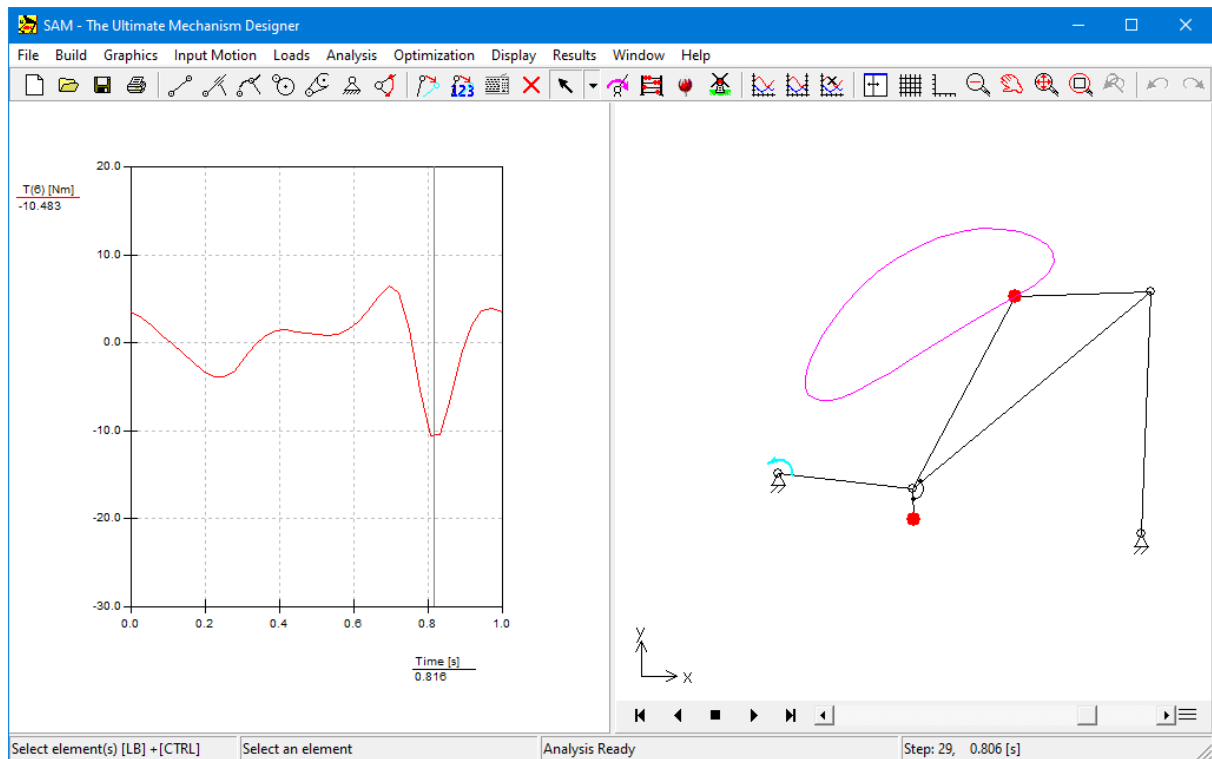 SAM - The Ultimate Mechanism Designer
File Build Graphics Input Motion Loads Analysis Optimization Display Results Window Help
123
T(6) [Nm]
-10.483
20.0
10.0
0.0
-10.0
-20.0
-30.0
0.0 0.2 0.4 0.6 0.8 1.0
Time [s]
0.816
y
x
Select element(s) [LB] +[CTRL] Select an element Analysis Ready Step: 29, 0.806 [s]